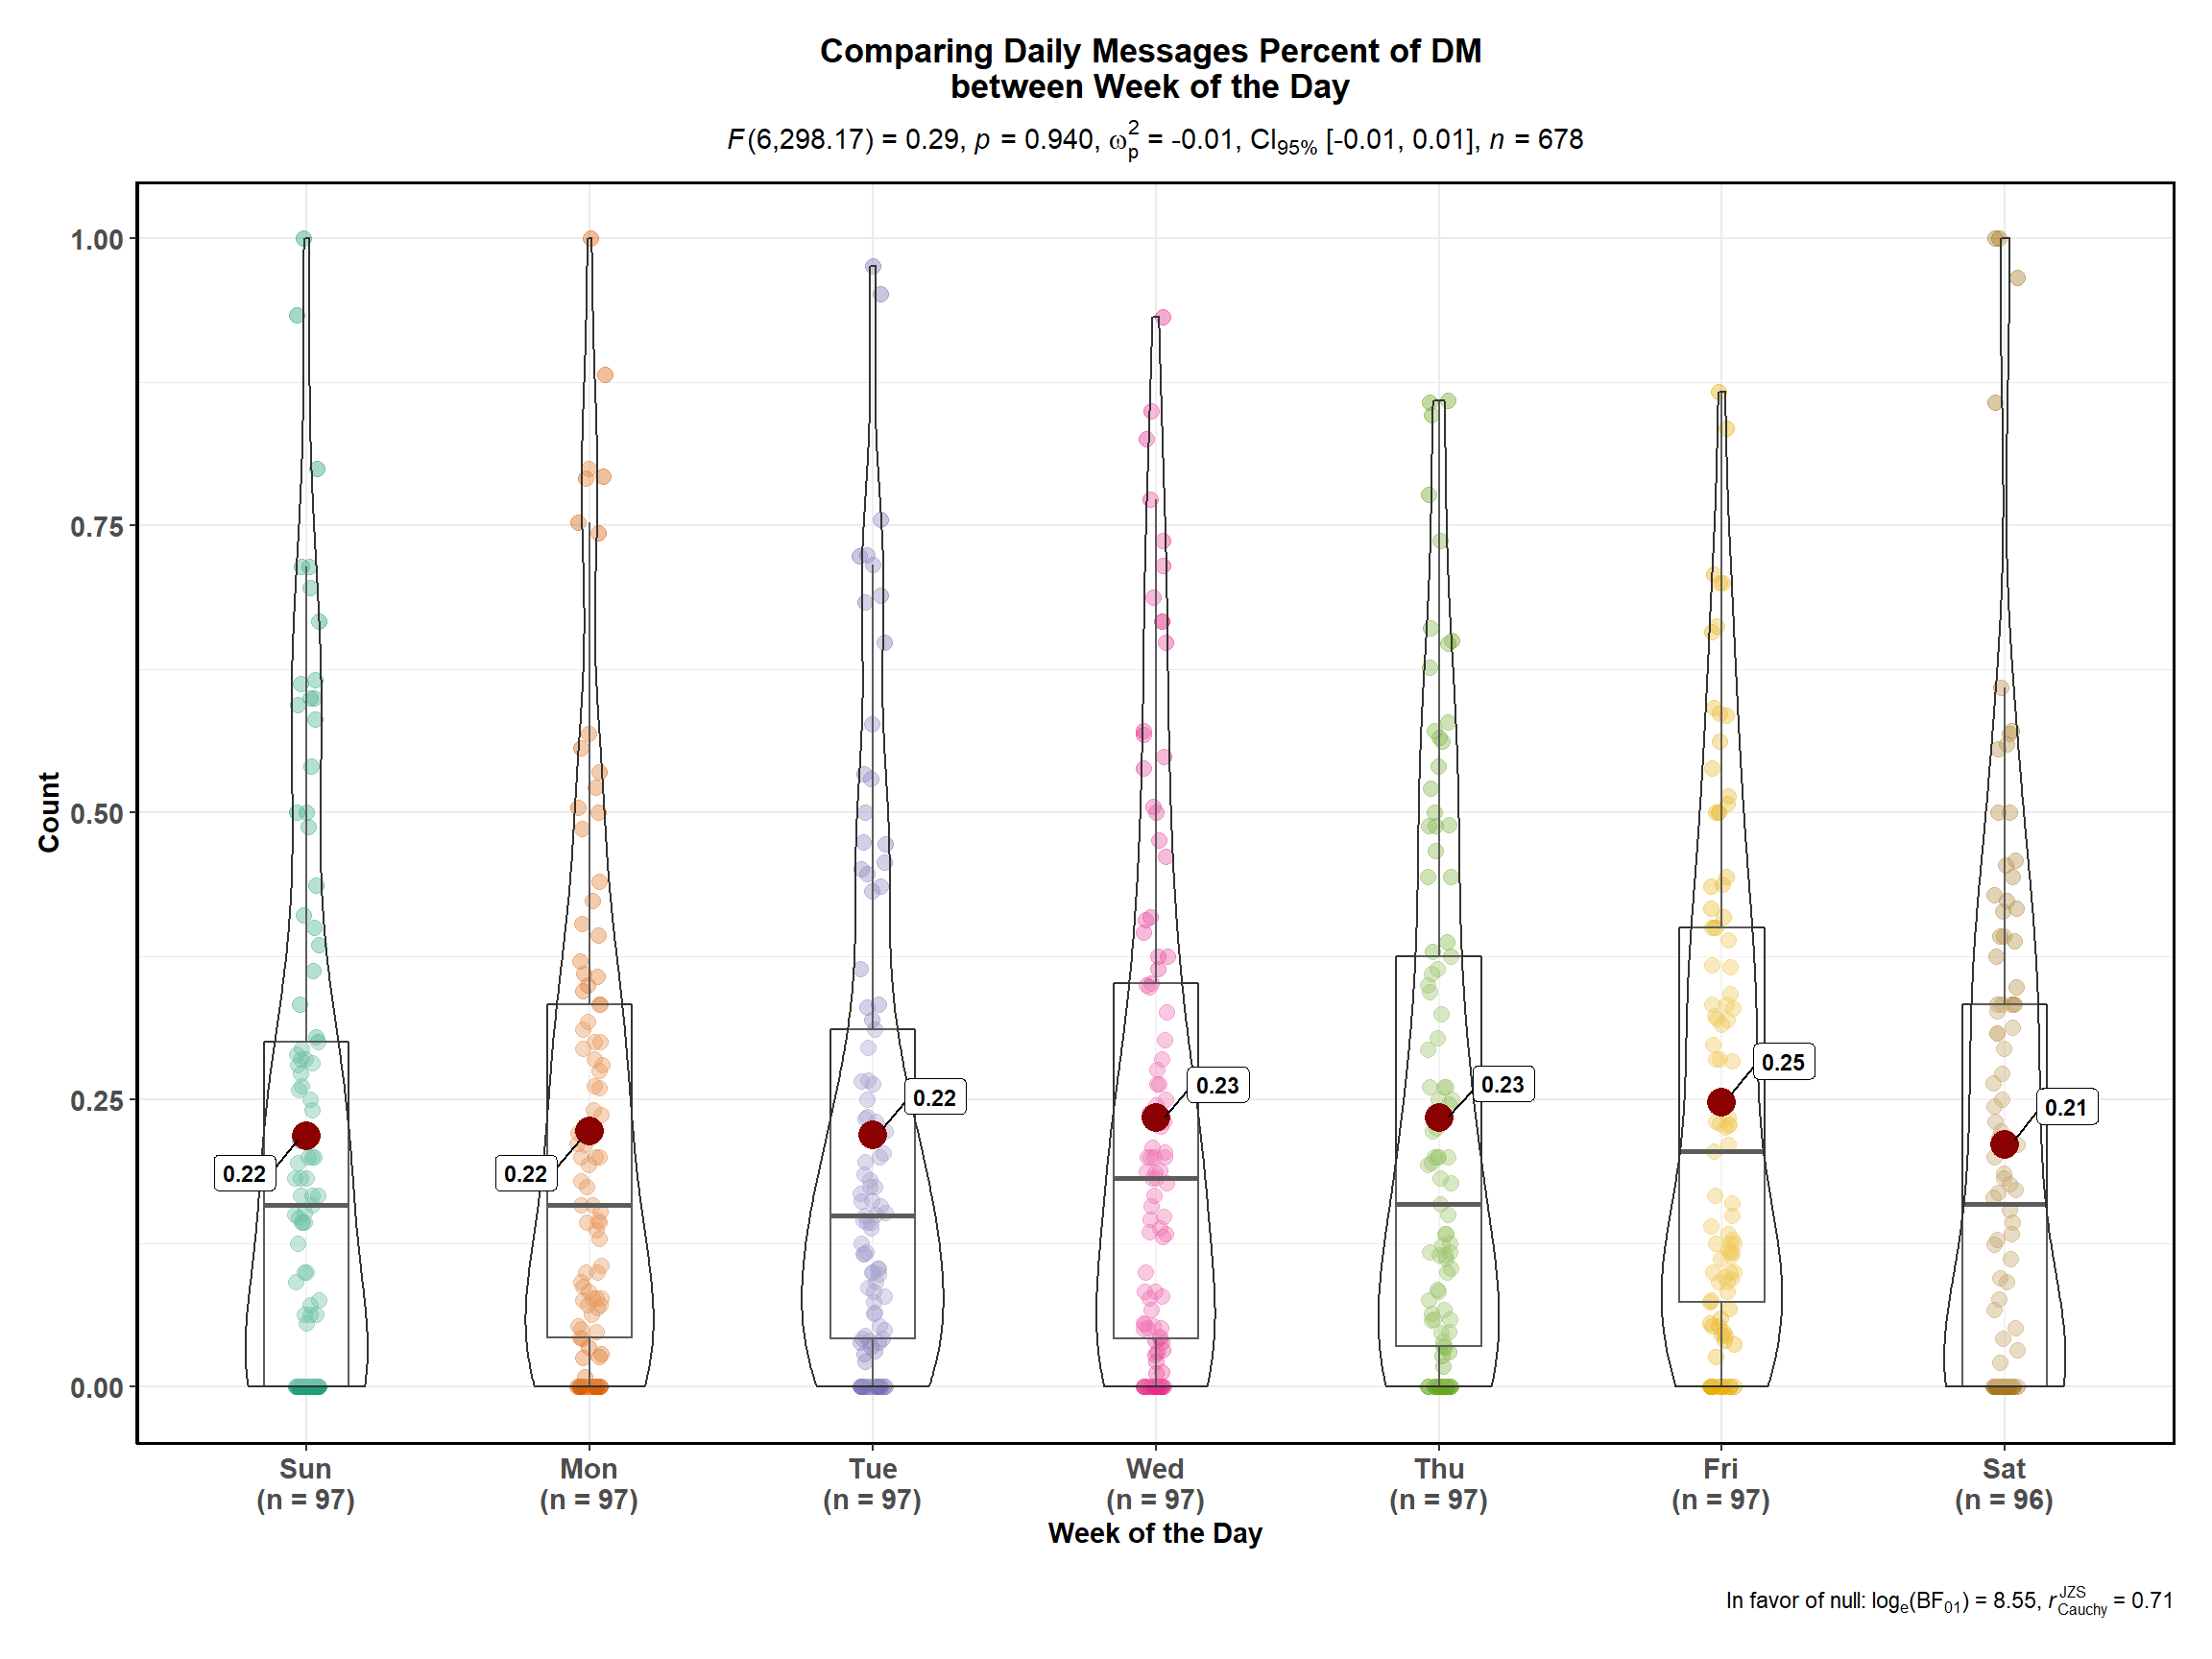 Comparing Daily Messages Percent of DM
between Week of the Day
F(6,298.17) = 0.29, p = 0.940, ω²ₚ = -0.01, CI₉₅% [-0.01, 0.01], n = 678
1.00
0.75
0.50
0.25
0.00
Count
0.22
0.22
0.22
0.23
0.23
0.25
0.21
Sun Mon Tue Wed Thu Fri Sat
(n = 97) (n = 97) (n = 97) (n = 97) (n = 97) (n = 97) (n = 96)
Week of the Day
In favor of null: logₑ(BF₀₁) = 8.55, r JZS Cauchy = 0.71